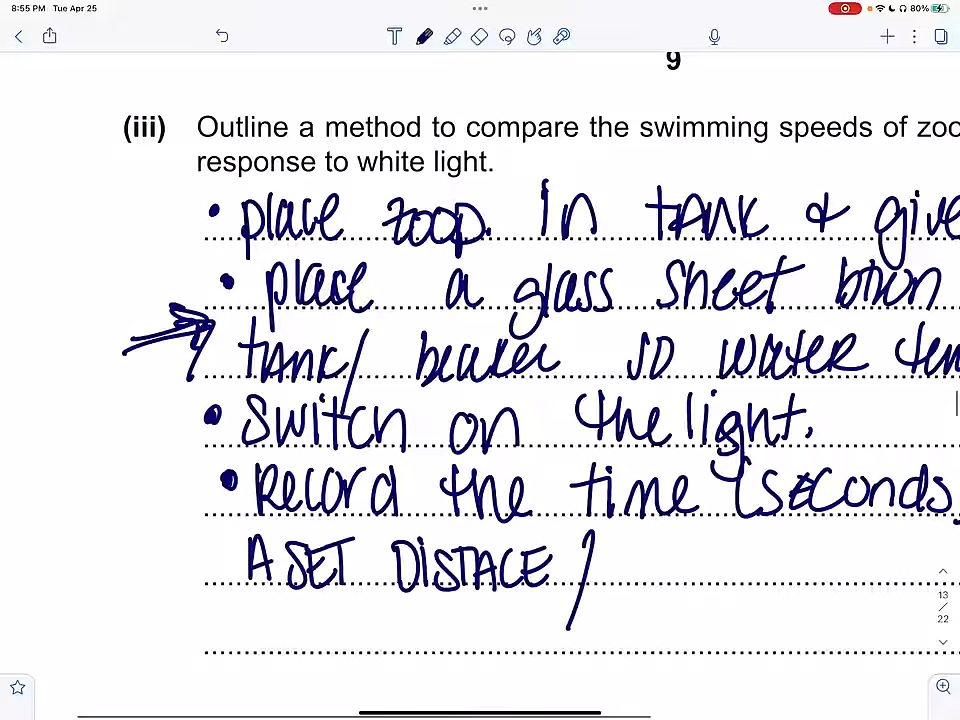 8:55 PM Tue Apr 25
80%
9
(iii) Outline a method to compare the swimming speeds of zoo
response to white light.
• place zoop. in tANK & give
• place a glass sheet btwn
tANK/ beaker so wateR tem
• Switch on the light.
• Record the time (seconds)
A SET DISTACE /
13
/
22